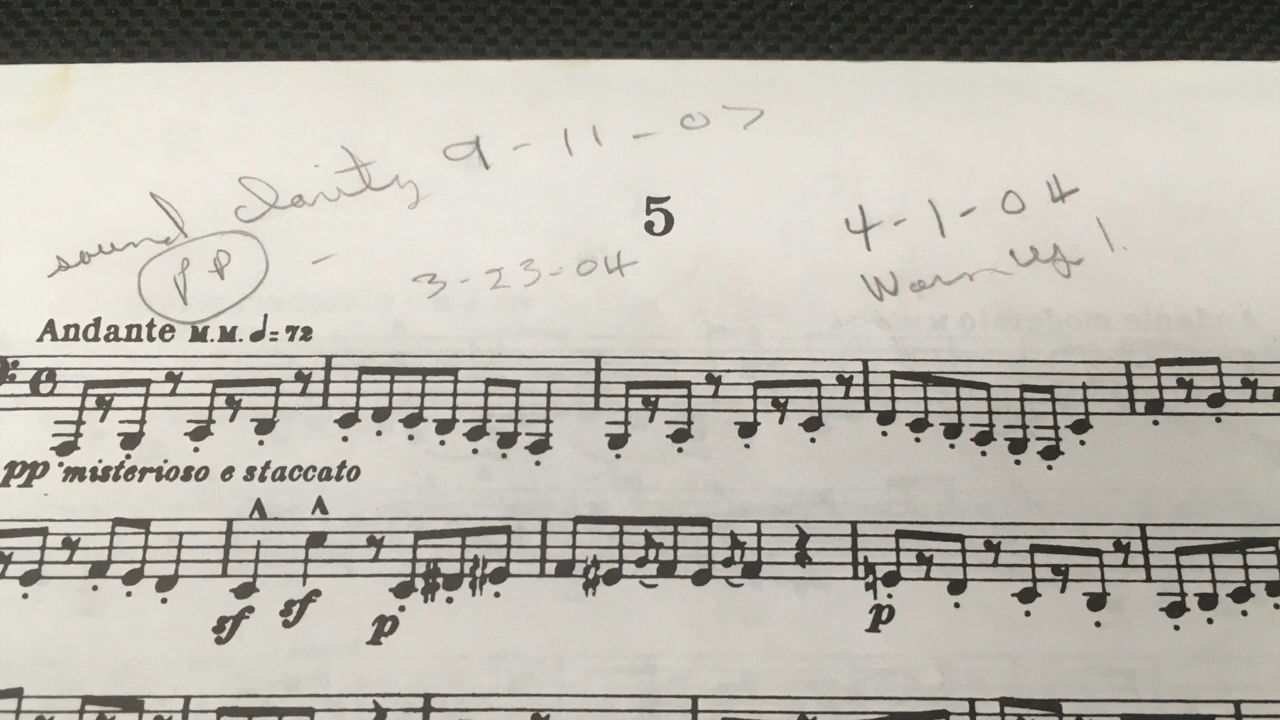 sound clarity 9-11-07
5
4-1-04
pp - 3-23-04
Warm up!
Andante M.M. ♩=72
pp misterioso e staccato
sf sf p p